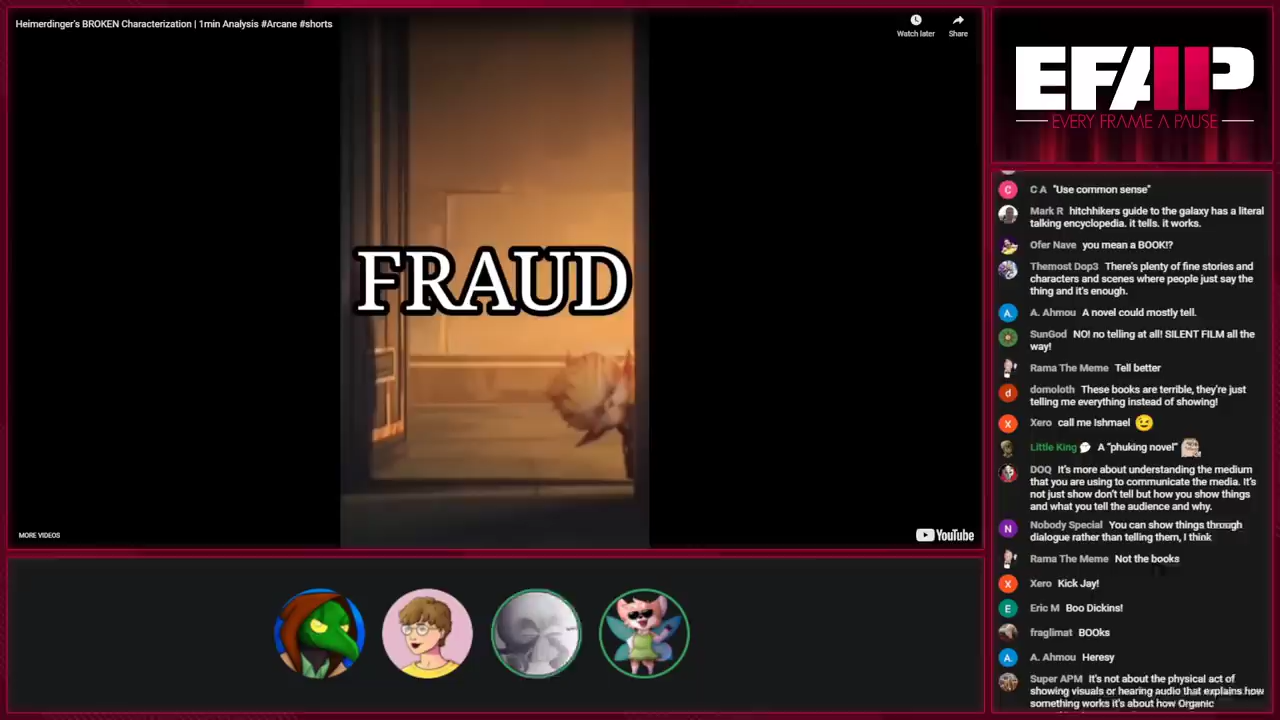 Heimerdinger's BROKEN Characterization | 1min Analysis #Arcane #shorts
Watch later
Share
FRAUD
MORE VIDEOS
YouTube
EFAP
EVERY FRAME A PAUSE
C A "Use common sense"
Mark R hitchhikers guide to the galaxy has a literal
talking encyclopedia. it tells. it works.
Ofer Nave you mean a BOOK!?
Themost Dop3 There's plenty of fine stories and
characters and scenes where people just say the
thing and it's enough.
A. Ahmou A novel could mostly tell.
SunGod NO! no telling at all! SILENT FILM all the
way!
Rama The Meme Tell better
domoloth These books are terrible, they're just
telling me everything instead of showing!
Xero call me Ishmael 😉
Little King A "phuking novel"
DOQ It's more about understanding the medium
that you are using to communicate the media. It's
not just show don't tell but how you show things
and what you tell the audience and why.
Nobody Special You can show things through
dialogue rather than telling them, I think
Rama The Meme Not the books
Xero Kick Jay!
Eric M Boo Dickins!
fraglimat BOOks
A. Ahmou Heresy
Super APM It's not about the physical act of
showing visuals or hearing audio that explains how
something works it's about how Organic